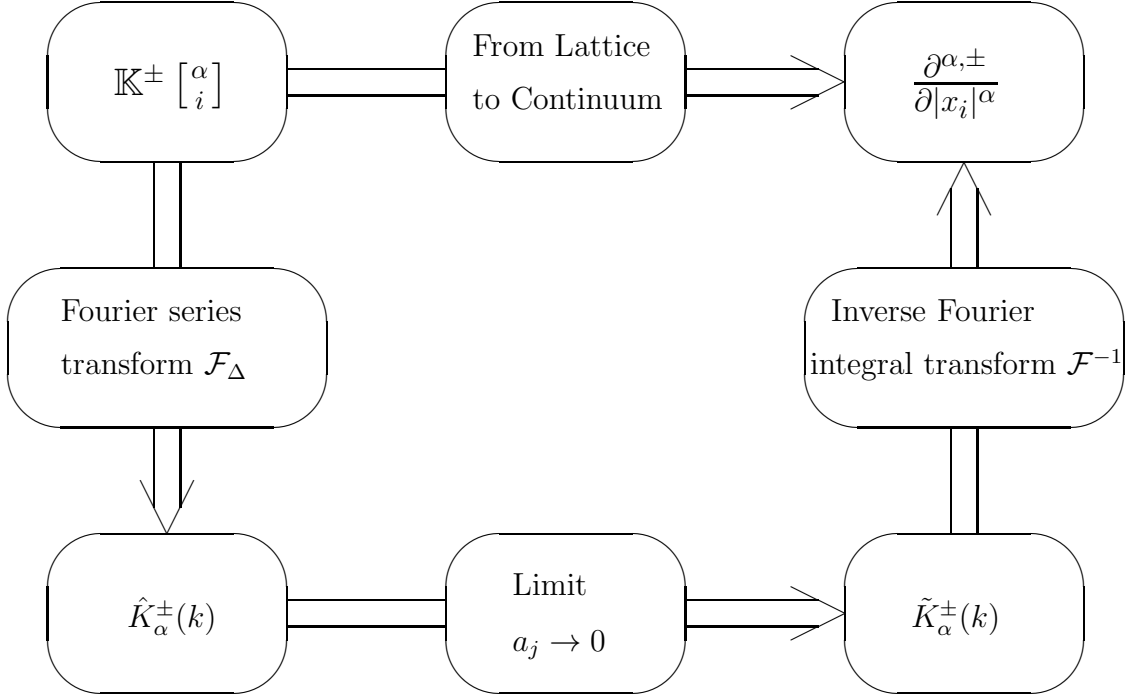 𝕂^± [α i]
From Lattice
to Continuum
∂^{α,±}
∂|x_i|^α
Fourier series
transform 𝓕_Δ
Inverse Fourier
integral transform 𝓕^{-1}
K̂^±_α(k)
Limit
a_j → 0
K̃^±_α(k)